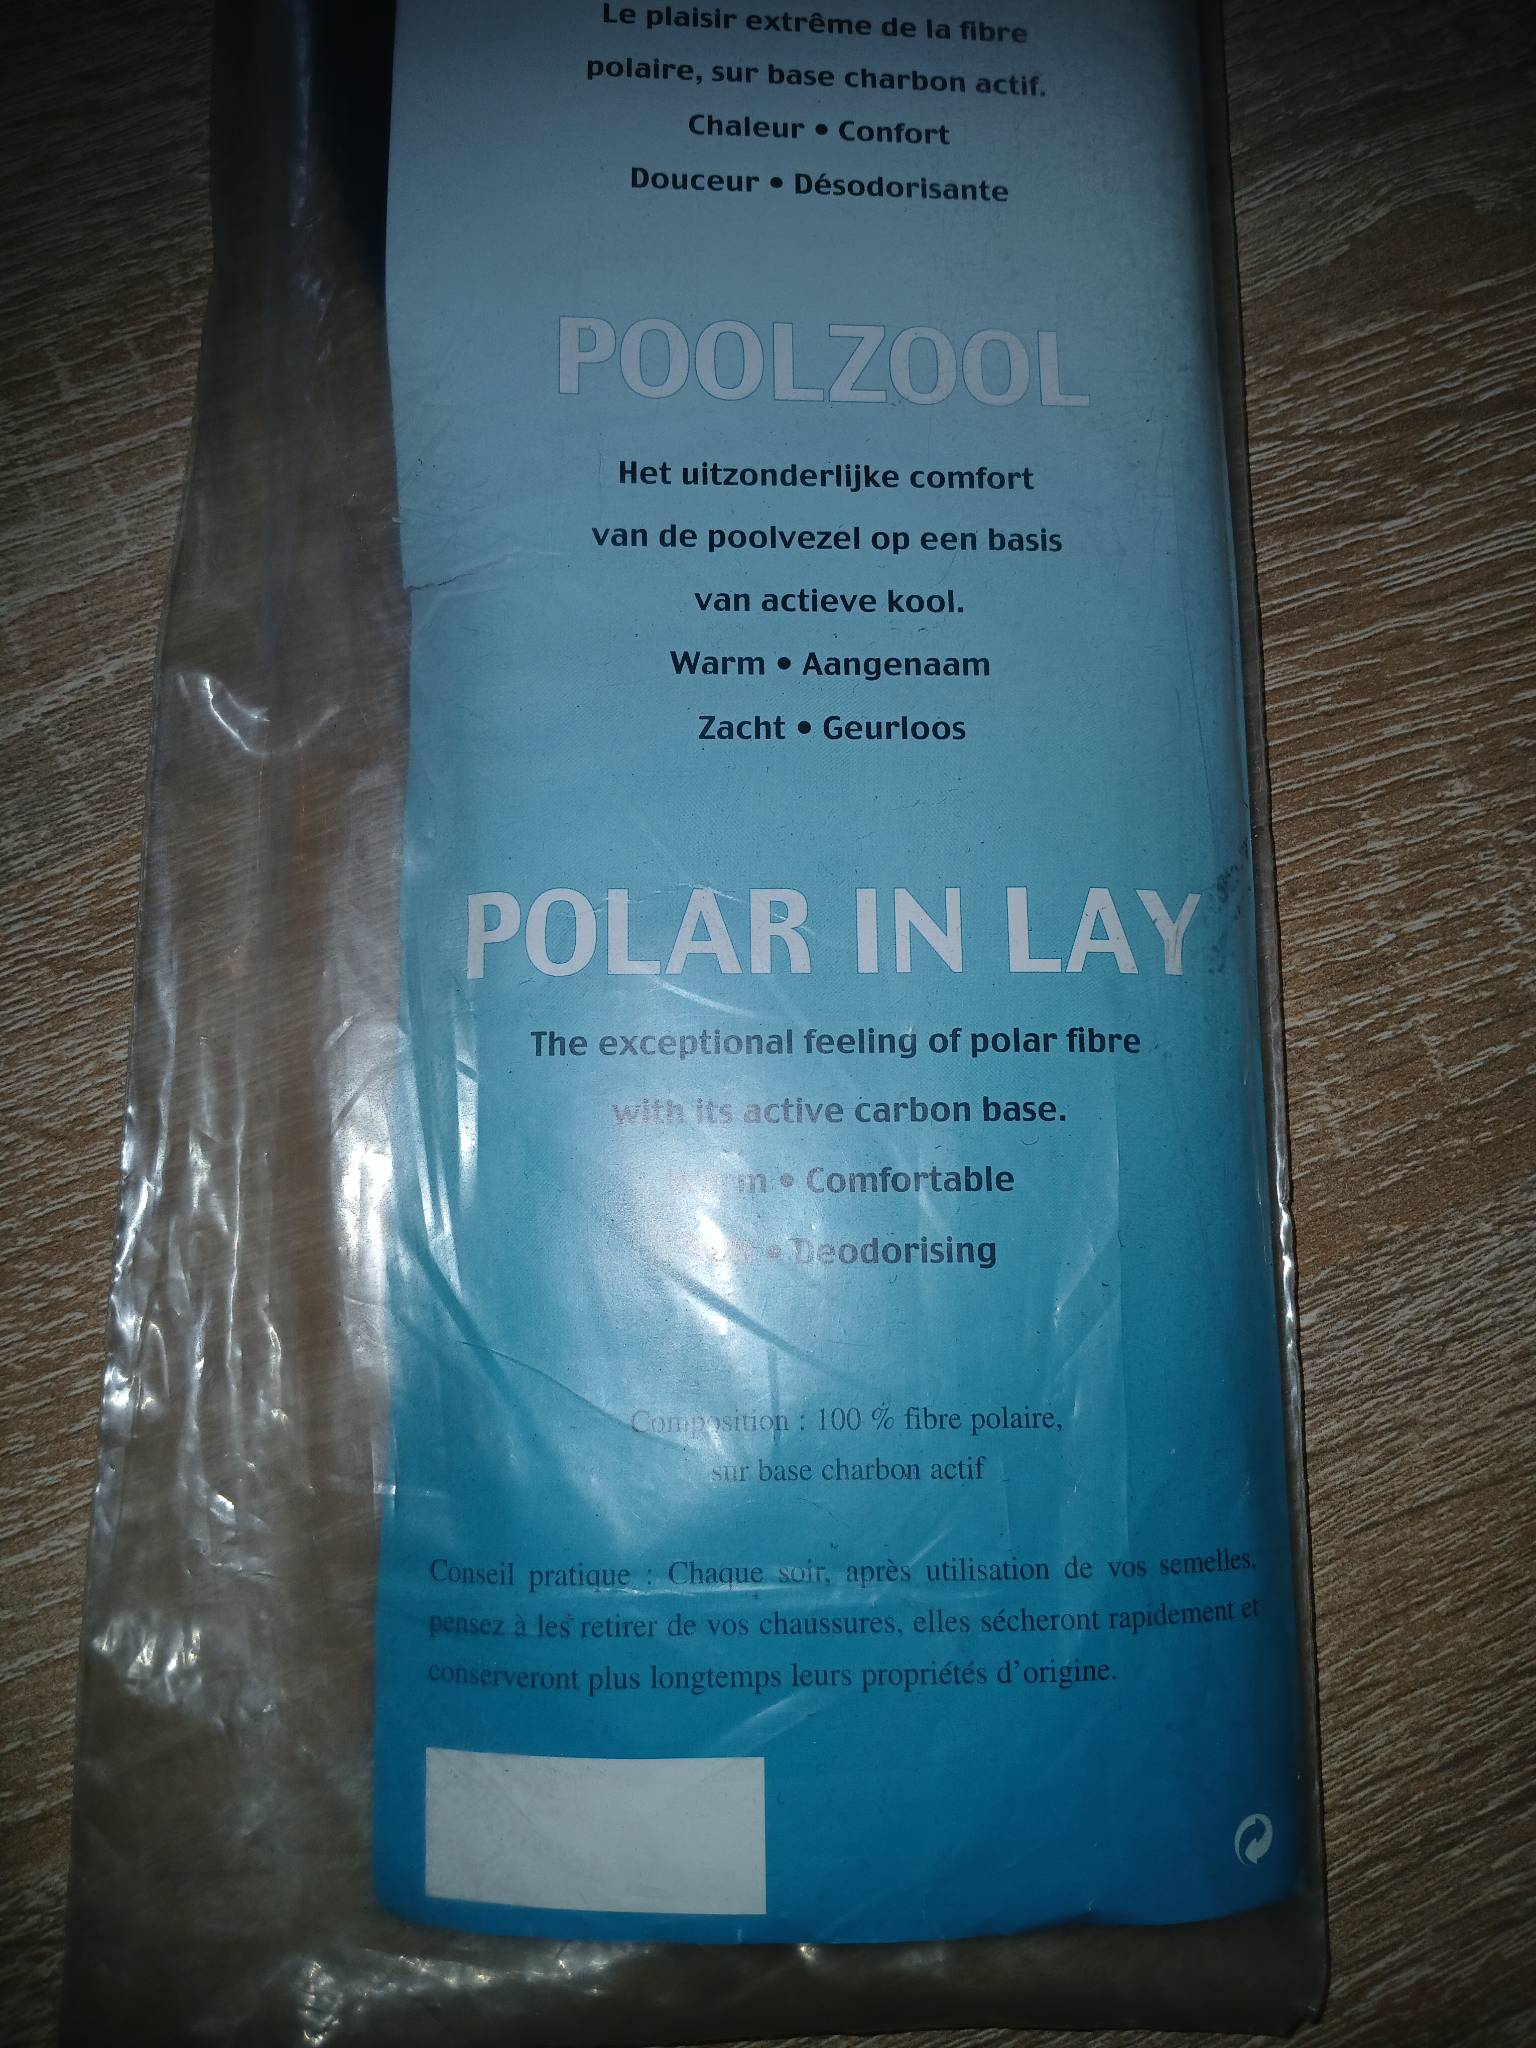 Le plaisir extrême de la fibre
polaire, sur base charbon actif.
Chaleur • Confort
Douceur • Désodorisante
POOLZOOL
Het uitzonderlijke comfort
van de poolvezel op een basis
van actieve kool.
Warm • Aangenaam
Zacht • Geurloos
POLAR IN LAY
The exceptional feeling of polar fibre
with its active carbon base.
Warm • Comfortable
• Deodorising
Composition : 100 % fibre polaire,
sur base charbon actif
Conseil pratique : Chaque soir, après utilisation de vos semelles,
pensez à les retirer de vos chaussures, elles sécheront rapidement et
conserveront plus longtemps leurs propriétés d'origine.